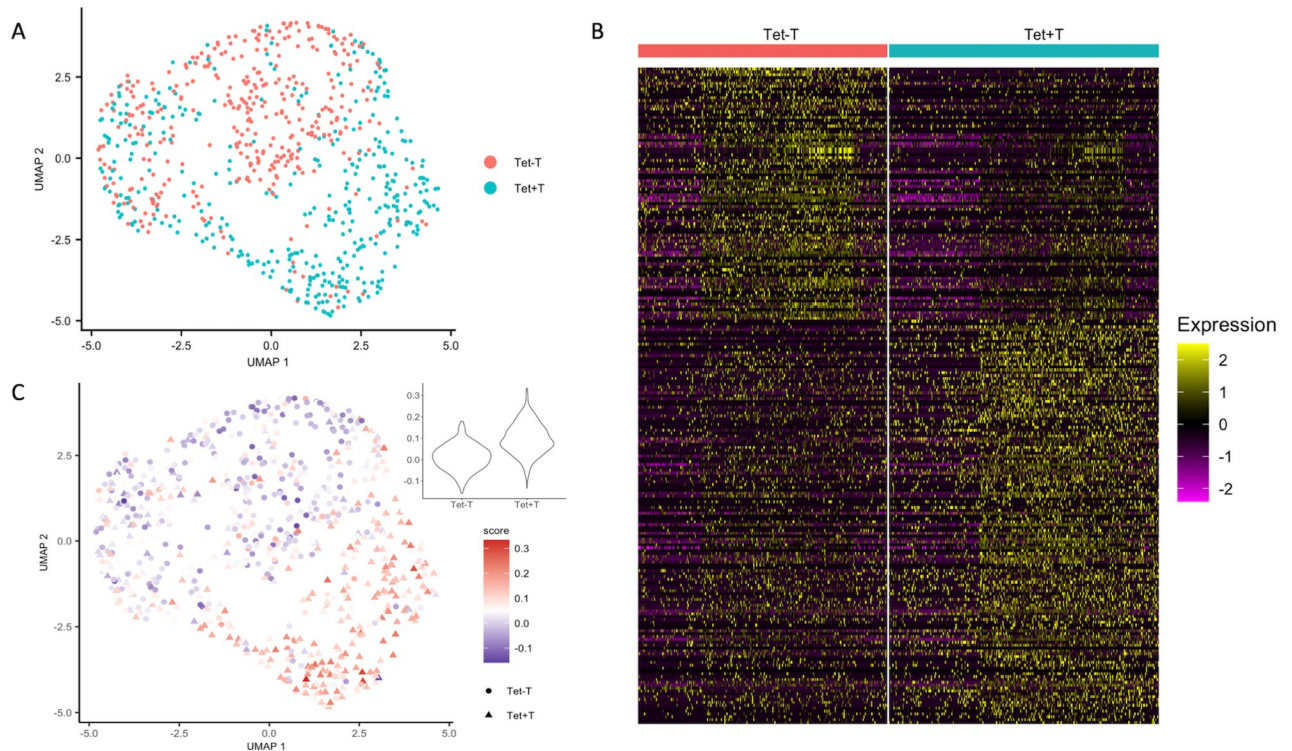 A
2.5
0.0
-2.5
-5.0
UMAP 2
-5.0 -2.5 0.0 2.5 5.0
UMAP 1
Tet-T
Tet+T
B
Tet-T Tet+T
Expression
2
1
0
-1
-2
C
2.5
0.0
-2.5
-5.0
UMAP 2
-5.0 -2.5 0.0 2.5 5.0
UMAP 1
0.3
0.2
0.1
0.0
-0.1
Tet-T Tet+T
score
0.3
0.2
0.1
0.0
-0.1
Tet-T
Tet+T